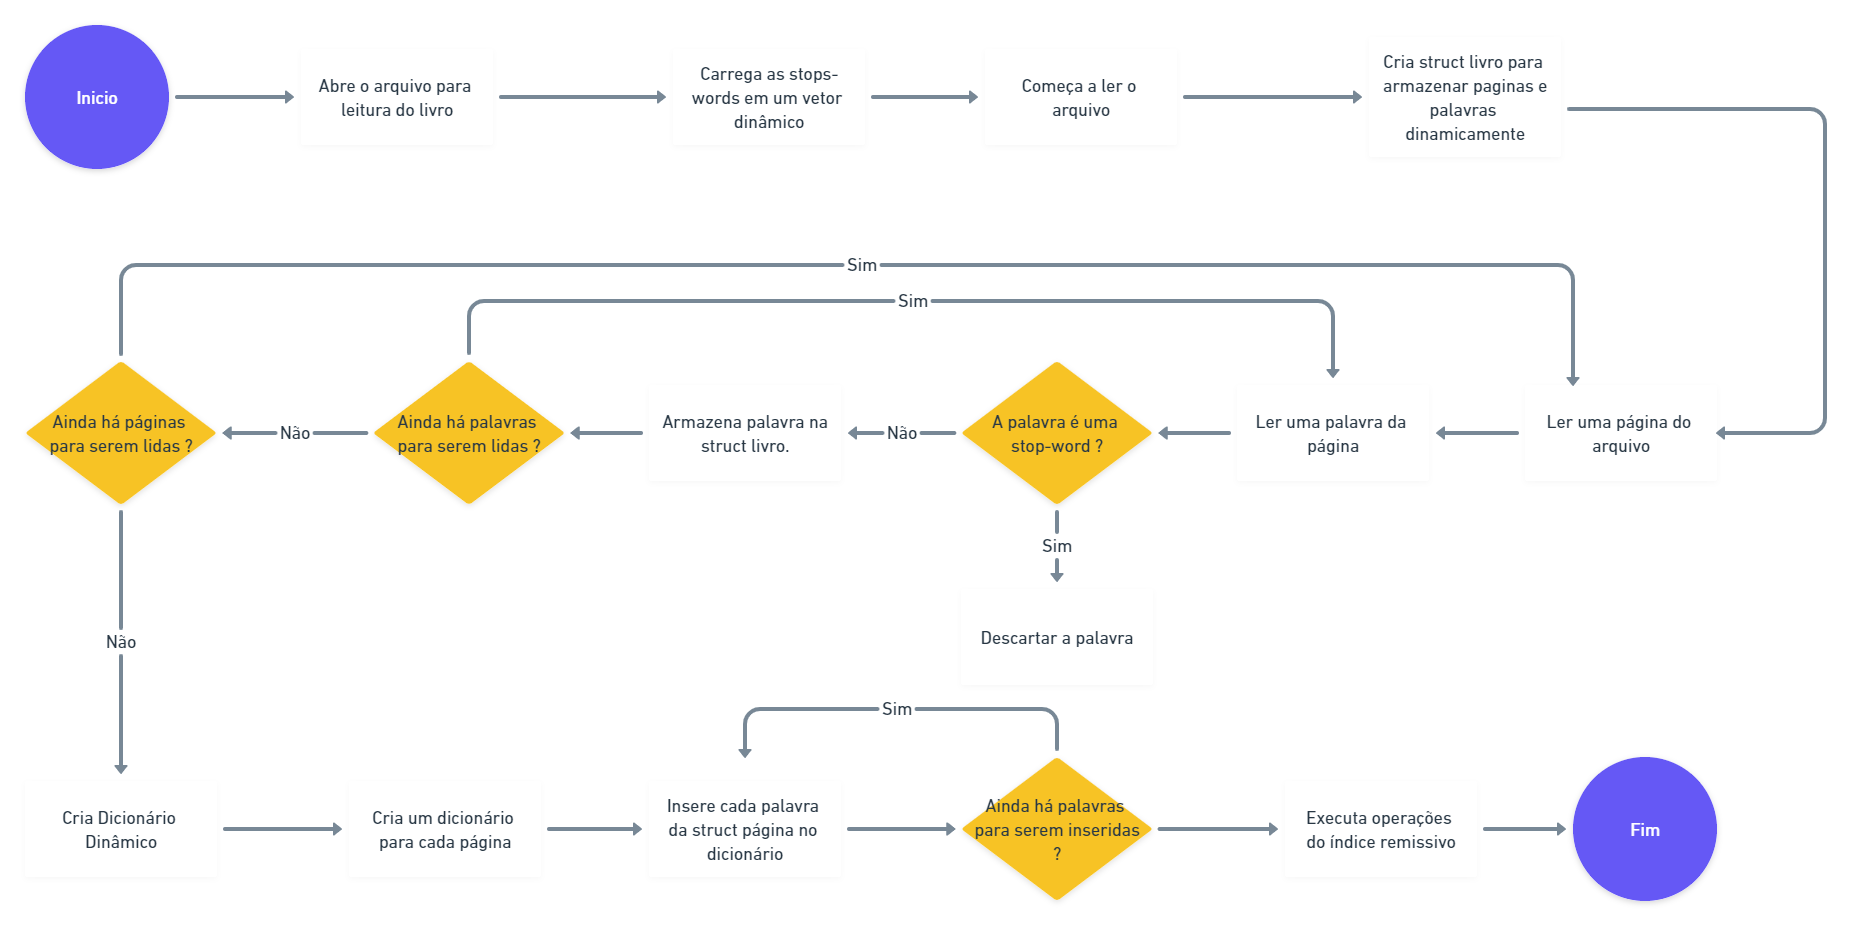 Inicio
Abre o arquivo para
leitura do livro
Carrega as stops-
words em um vetor
dinâmico
Começa a ler o
arquivo
Cria struct livro para
armazenar paginas e
palavras
dinamicamente
Sim
Sim
Ainda há páginas
para serem lidas ?
Não
Ainda há palavras
para serem lidas ?
Armazena palavra na
struct livro.
Não
A palavra é uma
stop-word ?
Ler uma palavra da
página
Ler uma página do
arquivo
Sim
Não
Descartar a palavra
Sim
Cria Dicionário
Dinâmico
Cria um dicionário
para cada página
Insere cada palavra
da struct página no
dicionário
Ainda há palavras
para serem inseridas
?
Executa operações
do índice remissivo
Fim